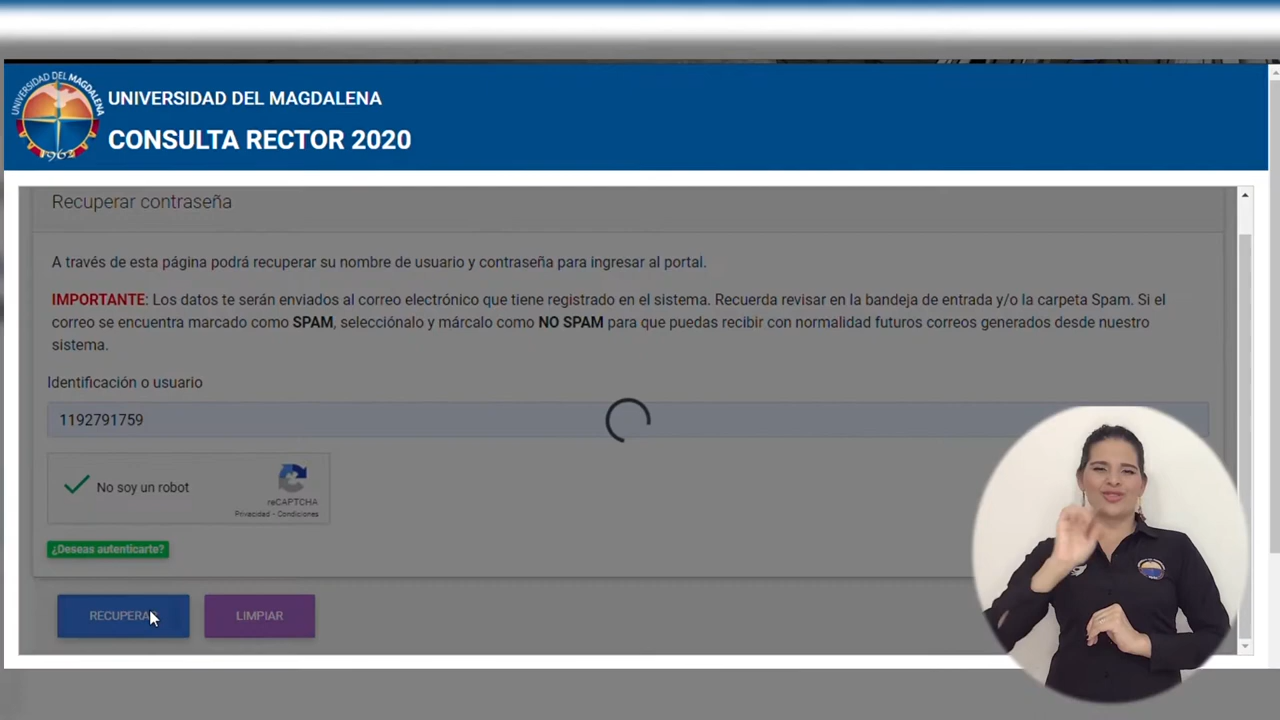 UNIVERSIDAD DEL MAGDALENA
UNIVERSIDAD DEL MAGDALENA
CONSULTA RECTOR 2020
Recuperar contraseña
A través de esta página podrá recuperar su nombre de usuario y contraseña para ingresar al portal.
IMPORTANTE: Los datos te serán enviados al correo electrónico que tiene registrado en el sistema. Recuerda revisar en la bandeja de entrada y/o la carpeta Spam. Si el
correo se encuentra marcado como SPAM, selecciónalo y márcalo como NO SPAM para que puedas recibir con normalidad futuros correos generados desde nuestro
sistema.
Identificación o usuario
1192791759
No soy un robot
reCAPTCHA
Privacidad - Condiciones
¿Deseas autenticarte?
RECUPERAR
LIMPIAR